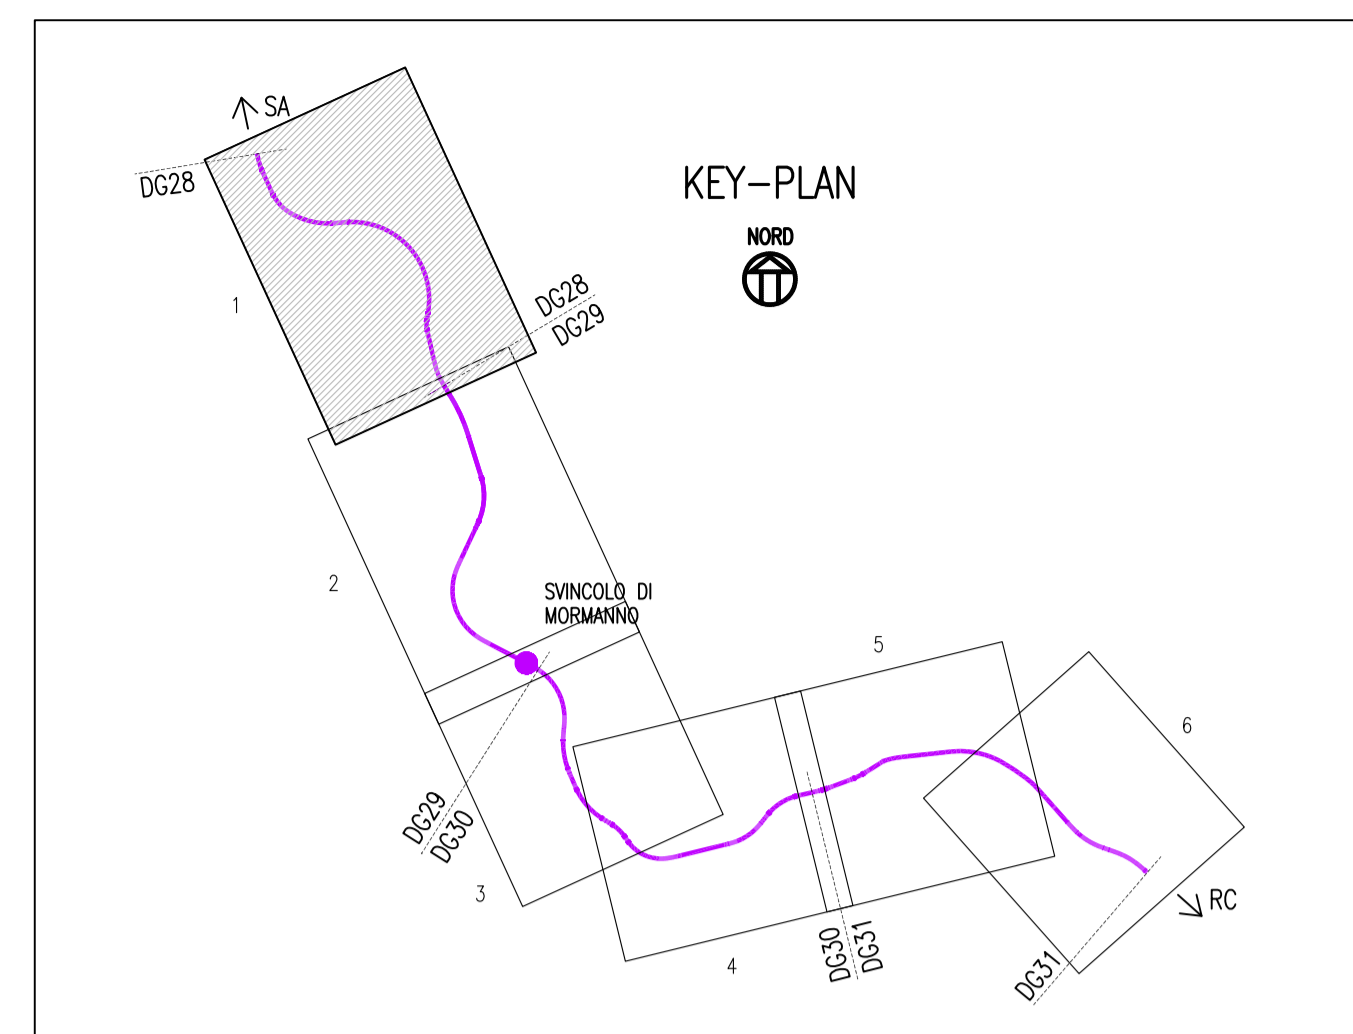 SA
DG28
KEY-PLAN
NORD
1
DG28
DG29
2
SVINCOLO DI
MORMANNO
5
6
DG29
DG30
3
RC
4
DG30
DG31
DG31